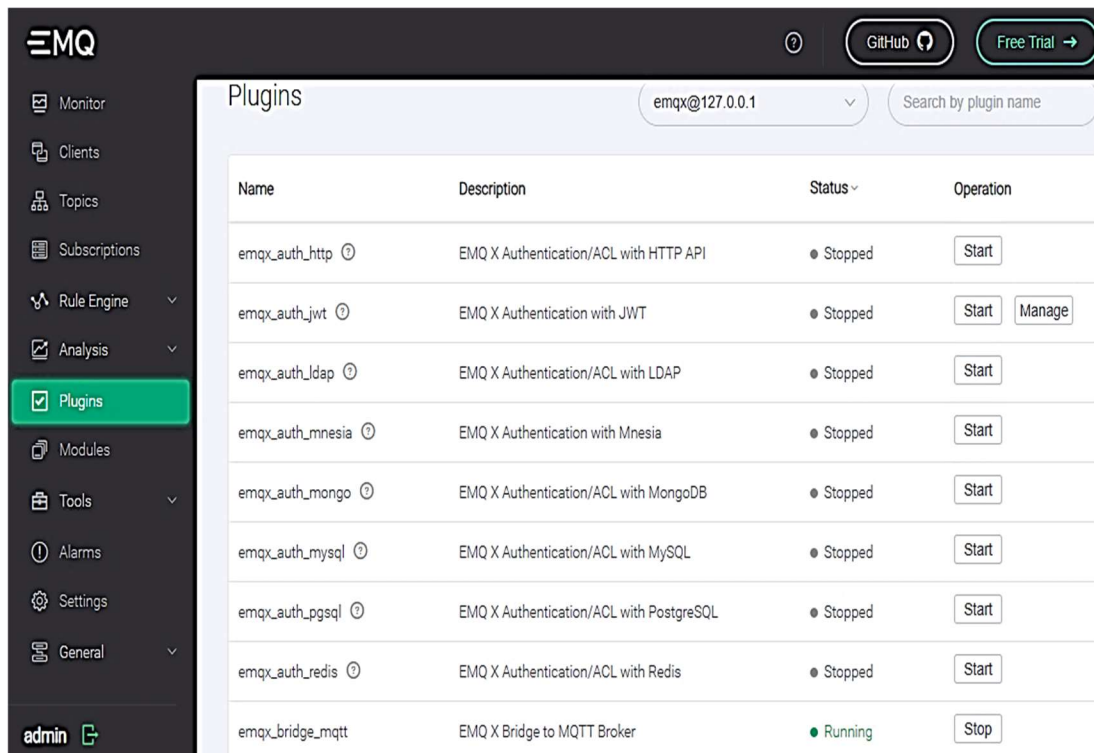 EMQ
GitHub
Free Trial →
Monitor
Clients
Topics
Subscriptions
Rule Engine
Analysis
Plugins
Modules
Tools
Alarms
Settings
General
admin
Plugins
emqx@127.0.0.1
Search by plugin name
Name Description Status Operation
emqx_auth_http EMQ X Authentication/ACL with HTTP API Stopped Start
emqx_auth_jwt EMQ X Authentication with JWT Stopped Start Manage
emqx_auth_ldap EMQ X Authentication/ACL with LDAP Stopped Start
emqx_auth_mnesia EMQ X Authentication with Mnesia Stopped Start
emqx_auth_mongo EMQ X Authentication/ACL with MongoDB Stopped Start
emqx_auth_mysql EMQ X Authentication/ACL with MySQL Stopped Start
emqx_auth_pgsql EMQ X Authentication/ACL with PostgreSQL Stopped Start
emqx_auth_redis EMQ X Authentication/ACL with Redis Stopped Start
emqx_bridge_mqtt EMQ X Bridge to MQTT Broker Running Stop